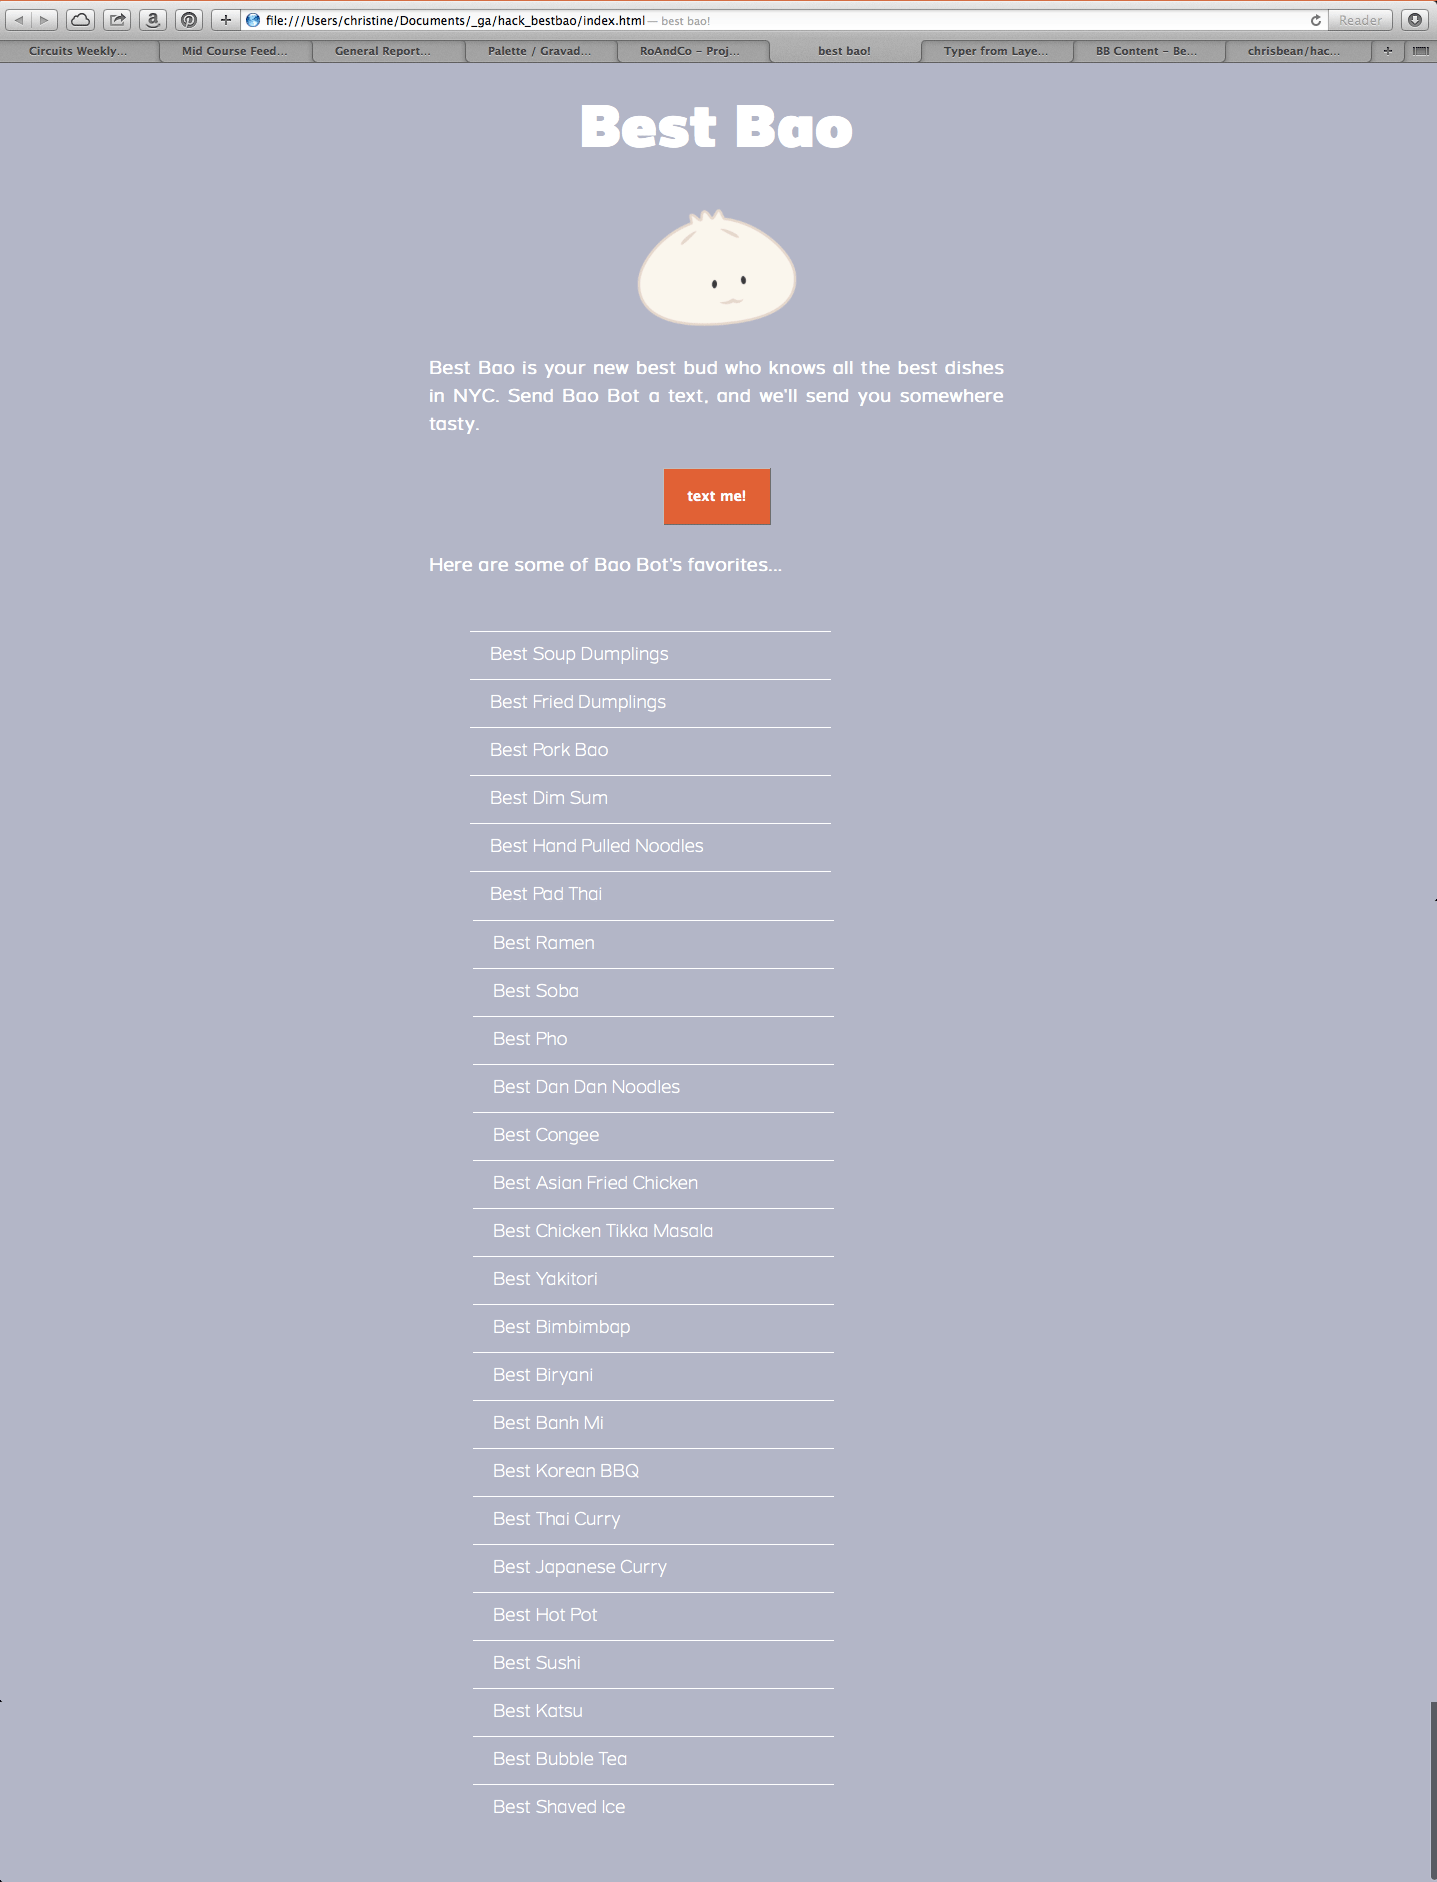 file:///Users/christine/Documents/_ga/hack_bestbao/index.html — best bao!
Reader
Circuits Weekly...
Mid Course Feed...
General Report...
Palette / Gravad...
RoAndCo – Proj...
best bao!
Typer from Laye...
BB Content – Be...
chrisbean/hac...
Best Bao
Best Bao is your new best bud who knows all the best dishes
in NYC. Send Bao Bot a text, and we'll send you somewhere
tasty.
text me!
Here are some of Bao Bot's favorites...
Best Soup Dumplings
Best Fried Dumplings
Best Pork Bao
Best Dim Sum
Best Hand Pulled Noodles
Best Pad Thai
Best Ramen
Best Soba
Best Pho
Best Dan Dan Noodles
Best Congee
Best Asian Fried Chicken
Best Chicken Tikka Masala
Best Yakitori
Best Bimbimbap
Best Biryani
Best Banh Mi
Best Korean BBQ
Best Thai Curry
Best Japanese Curry
Best Hot Pot
Best Sushi
Best Katsu
Best Bubble Tea
Best Shaved Ice